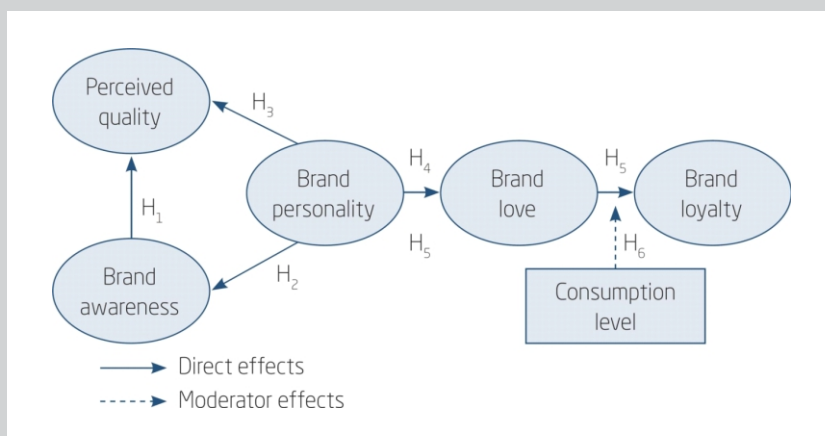 Perceived
quality
H₃
Brand
personality
H₄
Brand
love
H₅
Brand
loyalty
H₁
H₅
H₆
H₂
Brand
awareness
Consumption
level
Direct effects
Moderator effects